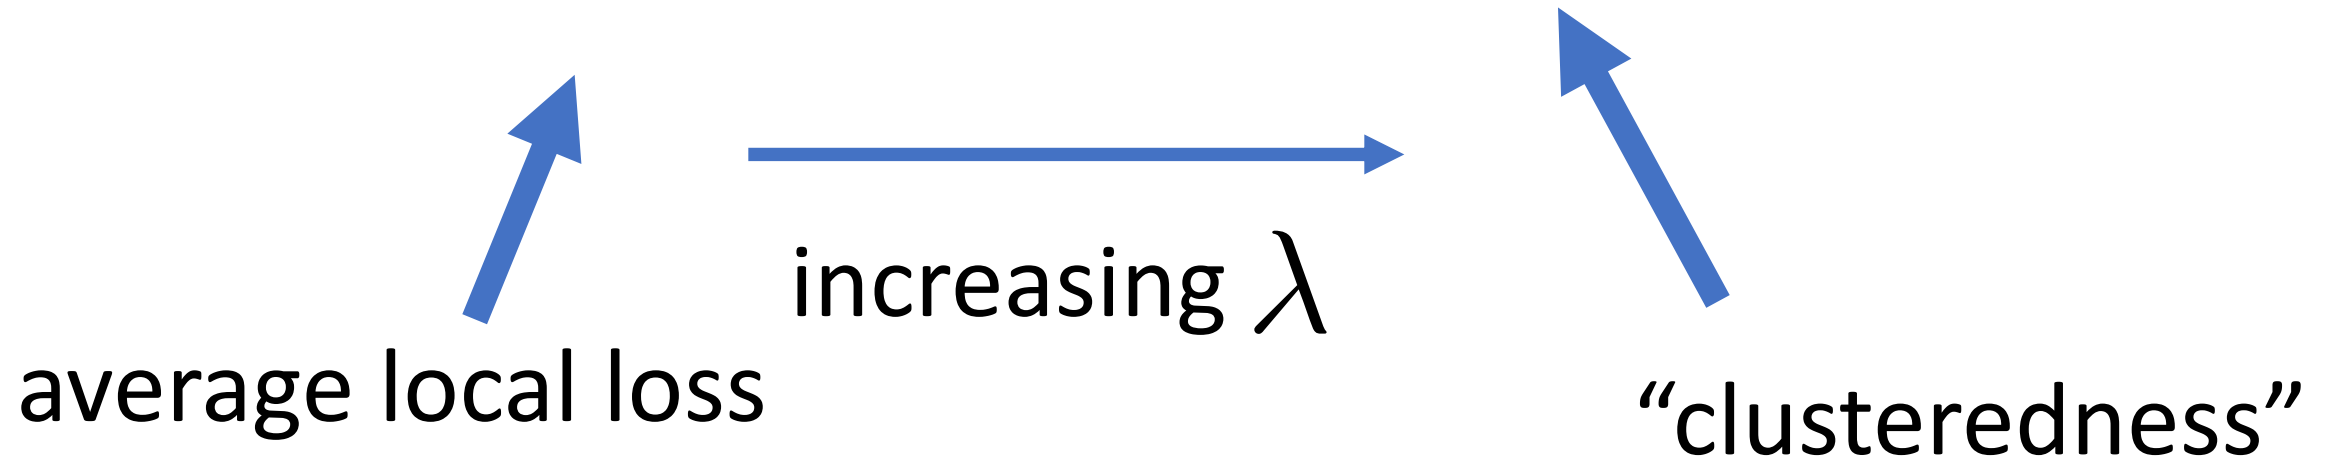 increasing λ
average local loss
“clusteredness”